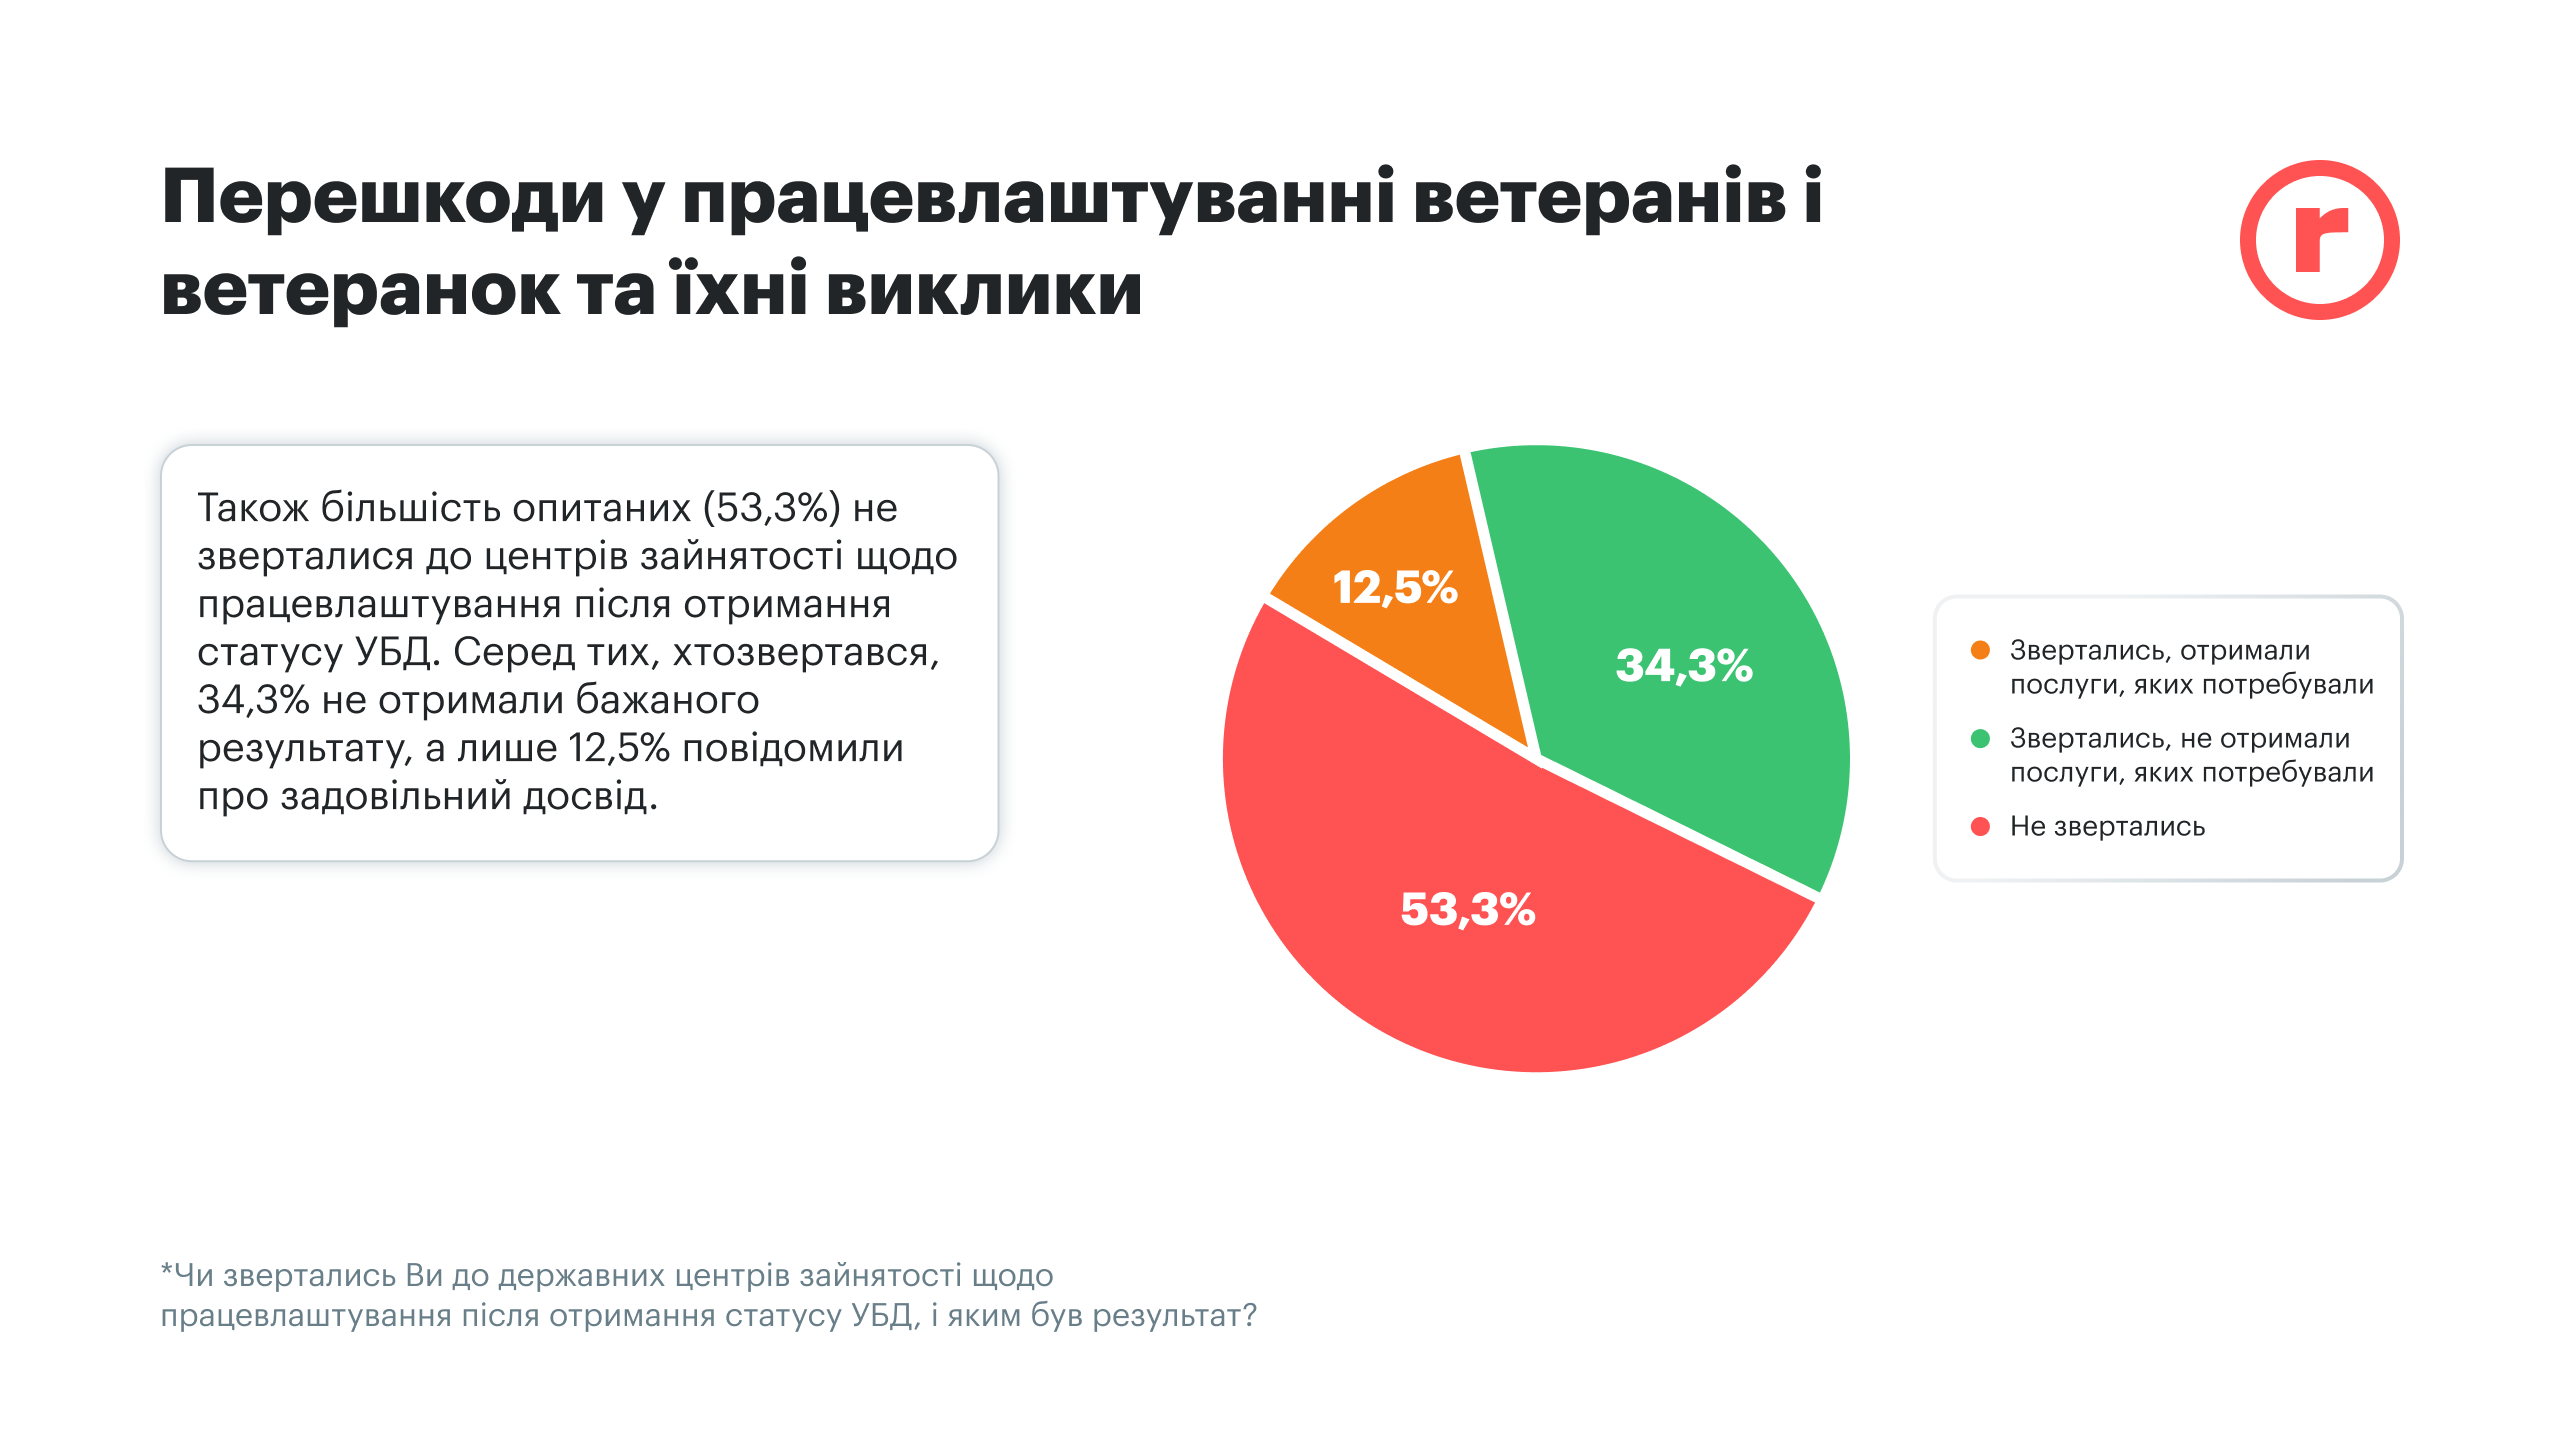 Перешкоди у працевлаштуванні ветеранів і
ветеранок та їхні виклики
r
Також більшість опитаних (53,3%) не
зверталися до центрів зайнятості щодо
працевлаштування після отримання
статусу УБД. Серед тих, хтозвертався,
34,3% не отримали бажаного
результату, а лише 12,5% повідомили
про задовільний досвід.
12,5%
34,3%
53,3%
Звертались, отримали
послуги, яких потребували
Звертались, не отримали
послуги, яких потребували
Не звертались
*Чи звертались Ви до державних центрів зайнятості щодо
працевлаштування після отримання статусу УБД, і яким був результат?